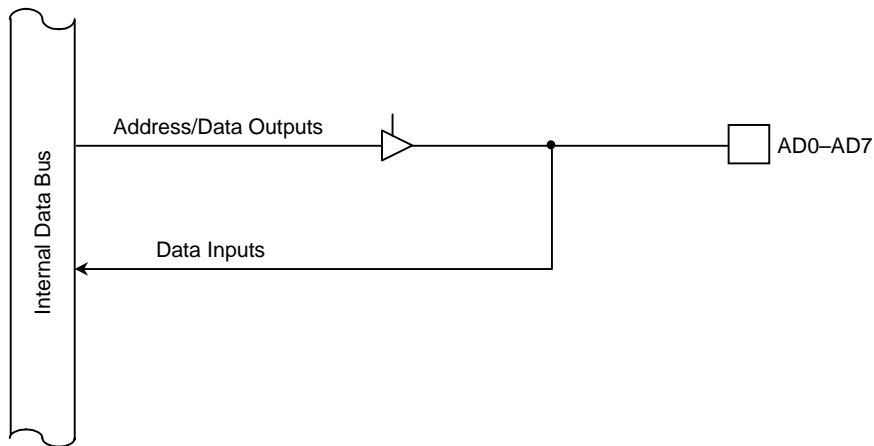 Address/Data Outputs
AD0–AD7
Data Inputs
Internal Data Bus